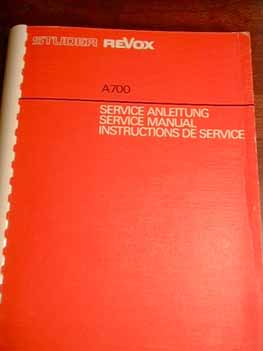 STUDER REVOX
A700
SERVICE ANLEITUNG
SERVICE MANUAL
INSTRUCTIONS DE SERVICE